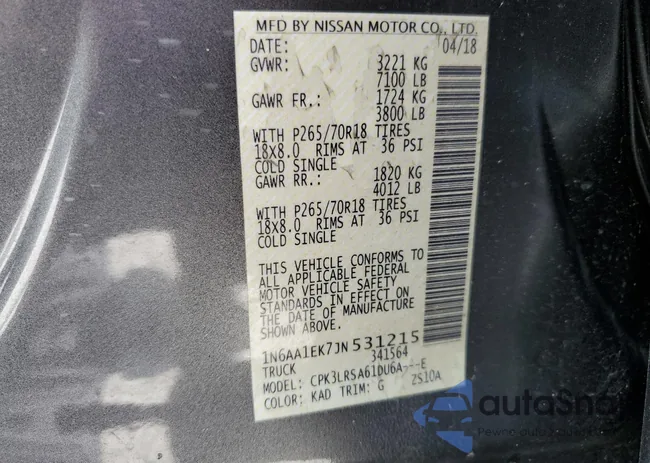 MFD BY NISSAN MOTOR CO., LTD.
DATE: 04/18
GVWR: 3221 KG
7100 LB
GAWR FR.: 1724 KG
3800 LB
WITH P265/70R18 TIRES
18X8.0 RIMS AT 36 PSI
COLD SINGLE
GAWR RR.: 1820 KG
4012 LB
WITH P265/70R18 TIRES
18X8.0 RIMS AT 36 PSI
COLD SINGLE
THIS VEHICLE CONFORMS TO
ALL APPLICABLE FEDERAL
MOTOR VEHICLE SAFETY
STANDARDS IN EFFECT ON
THE DATE OF MANUFACTURE
SHOWN ABOVE.
1N6AA1EK7JN531215
TRUCK 341564
MODEL: CPK3LRSA61DU6A---E
COLOR: KAD TRIM: G ZS10A
autaSna